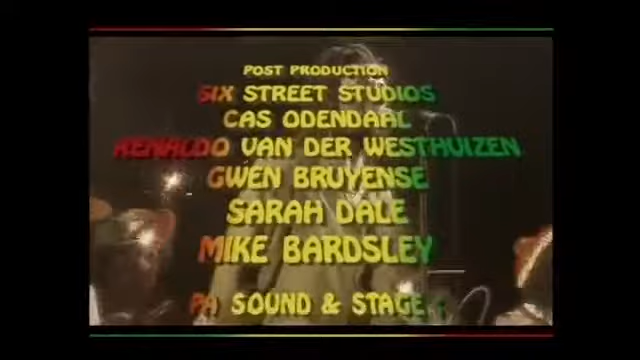 POST PRODUCTION
SIX STREET STUDIOS
CAS ODENDAAL
RENALDO VAN DER WESTHUIZEN
GWEN BRUYENSE
SARAH DALE
MIKE BARDSLEY
PA SOUND & STAGE